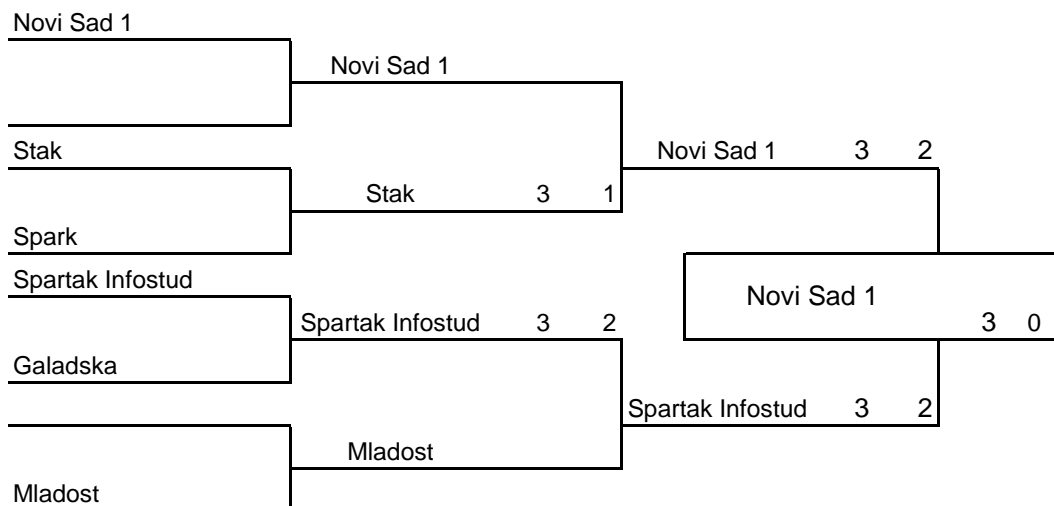 Novi Sad 1
Novi Sad 1
Stak
Novi Sad 1 3 2
Stak 3 1
Spark
Spartak Infostud
Novi Sad 1
Spartak Infostud 3 2
3 0
Galadska
Spartak Infostud 3 2
Mladost
Mladost